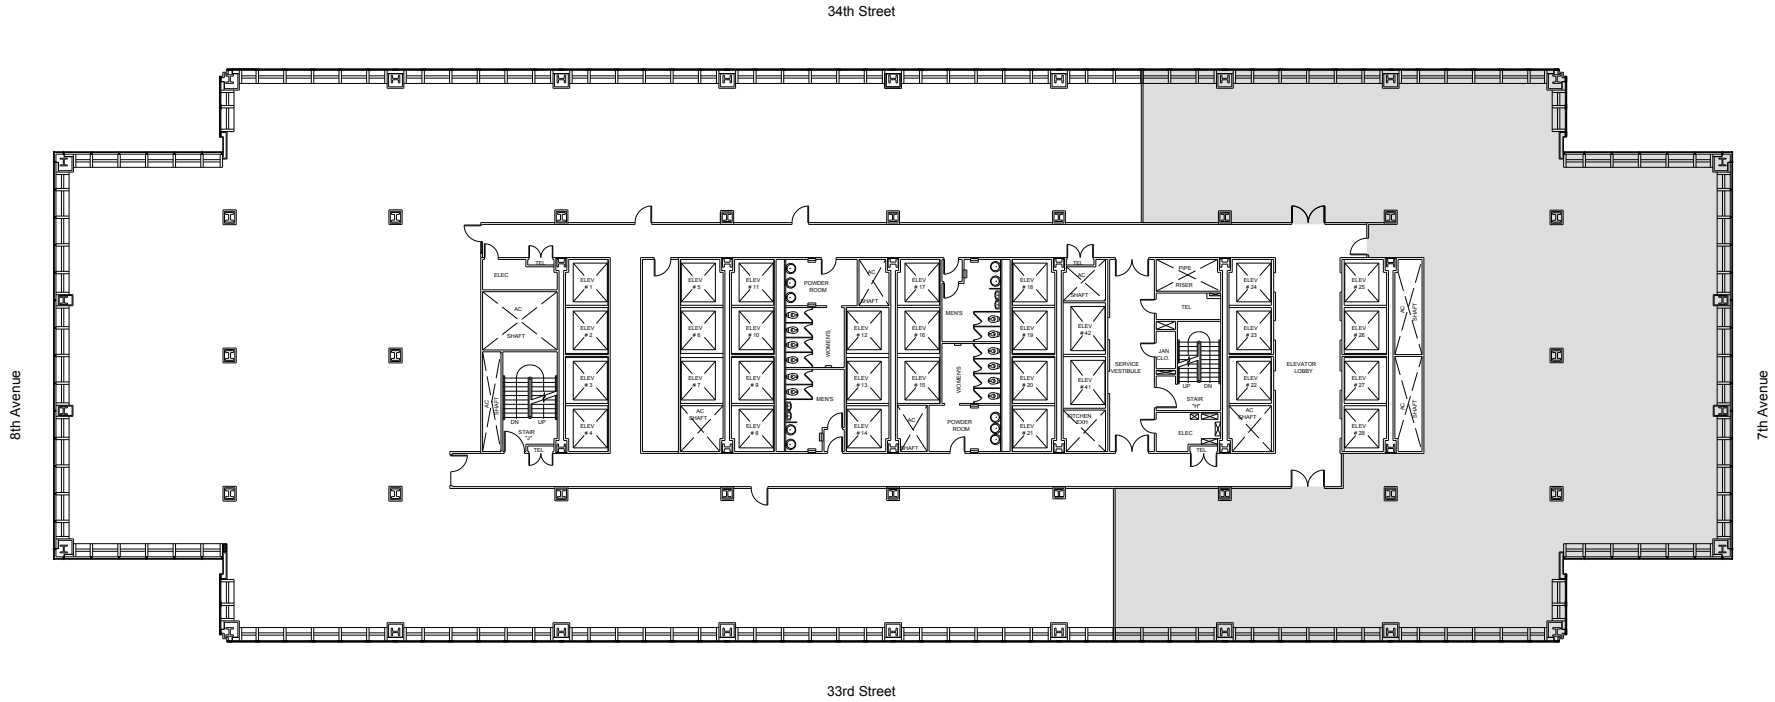 34th Street
8th Avenue
7th Avenue
TEL
ELEC
AC
SHAFT
AC
SHAFT
DN
UP
STAIR
"J"
TEL
ELEV
# 1
ELEV
# 2
ELEV
# 3
ELEV
# 4
ELEV
# 5
ELEV
# 6
ELEV
# 7
AC
SHAFT
ELEV
# 11
ELEV
# 10
ELEV
# 9
ELEV
# 8
POWDER
ROOM
WOMEN'S
MEN'S
AC
SHAFT
ELEV
# 12
ELEV
# 13
ELEV
# 14
ELEV
# 17
ELEV
# 16
ELEV
# 15
AC
SHAFT
MEN'S
WOMEN'S
POWDER
ROOM
ELEV
# 18
ELEV
# 19
ELEV
# 20
ELEV
# 21
TEL
AC
SHAFT
ELEV
# 42
ELEV
# 41
KITCHEN
EXH
SERVICE
VESTIBULE
PIPE
RISER
TEL
JAN
CLO.
UP
DN
STAIR
"H"
ELEC
TEL
ELEV
# 24
ELEV
# 23
ELEV
# 22
AC
SHAFT
ELEVATOR
LOBBY
ELEV
# 25
ELEV
# 26
ELEV
# 27
ELEV
# 28
AC
SHAFT
AC
SHAFT
33rd Street